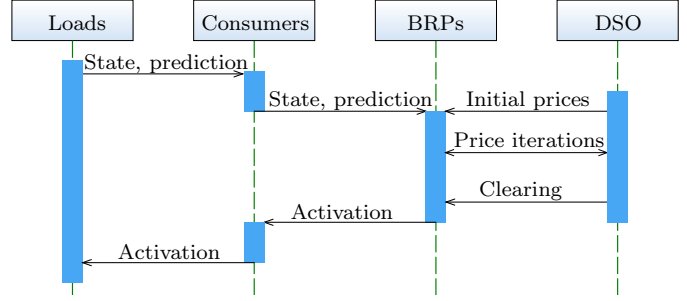 Loads Consumers BRPs DSO
State, prediction
State, prediction Initial prices
Price iterations
Clearing
Activation
Activation